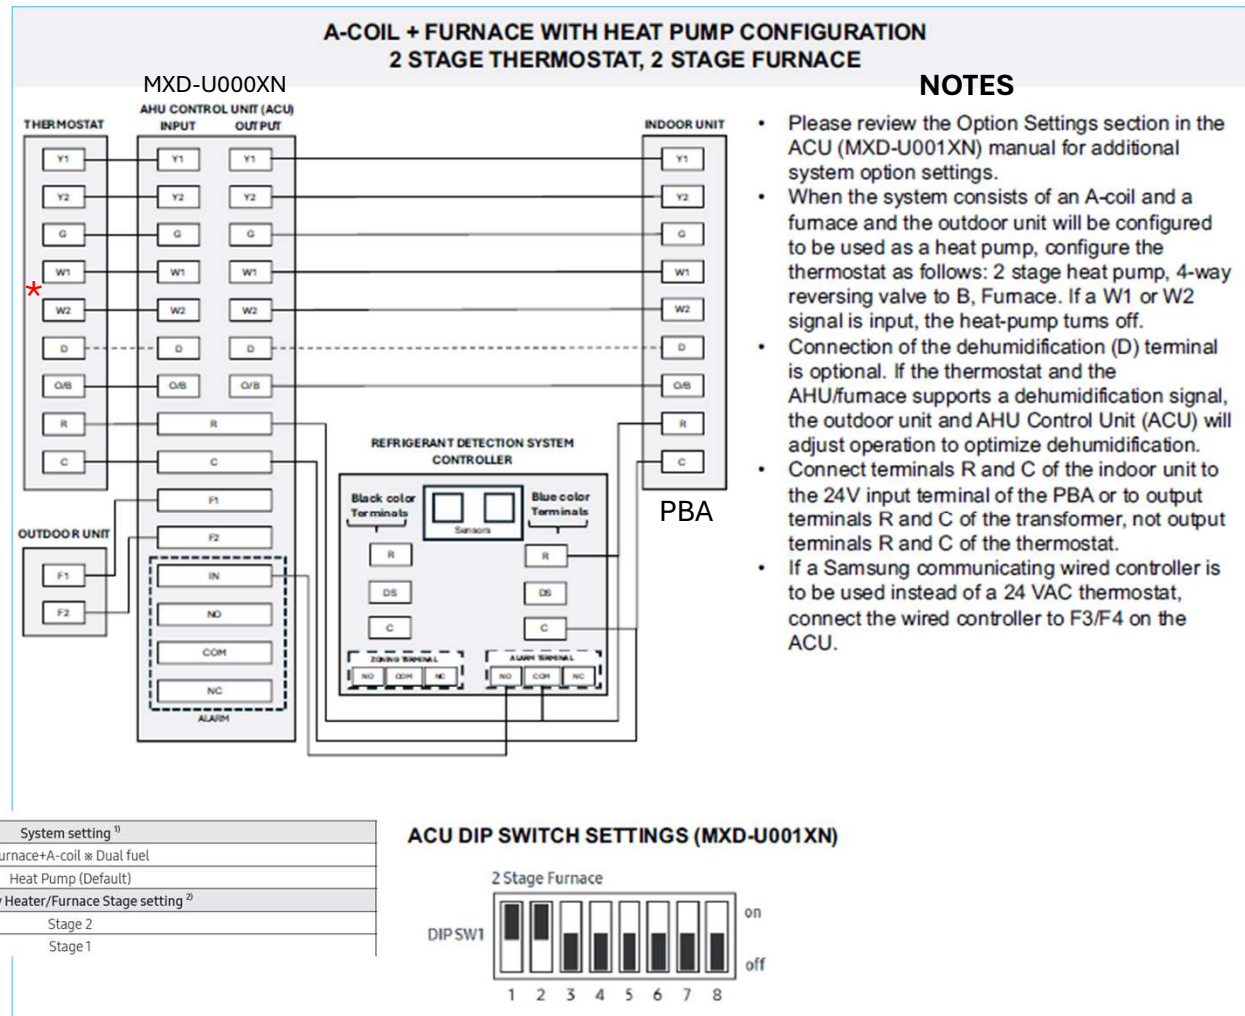 A-COIL + FURNACE WITH HEAT PUMP CONFIGURATION
2 STAGE THERMOSTAT, 2 STAGE FURNACE
MXD-U000XN
NOTES
AHU CONTROL UNIT (ACU)
THERMOSTAT
INPUT
OUTPUT
INDOOR UNIT
Y1
Y1
Y1
Y1
Y2
Y2
Y2
Y2
G
G
G
G
W1
W1
W1
W1
*
W2
W2
W2
W2
D
D
D
D
O/B
O/B
O/B
O/B
R
R
R
C
C
C
PBA
F1
F2
OUTDOOR UNIT
F1
F2
IN
NO
COM
NC
ALARM
REFRIGERANT DETECTION SYSTEM
CONTROLLER
Black color
Terminals
Sensors
Blue color
Terminals
R
R
DS
DS
C
C
ZONING TERMINAL
NO
COM
NC
ALARM TERMINAL
NO
COM
NC
• Please review the Option Settings section in the
ACU (MXD-U001XN) manual for additional
system option settings.
• When the system consists of an A-coil and a
furnace and the outdoor unit will be configured
to be used as a heat pump, configure the
thermostat as follows: 2 stage heat pump, 4-way
reversing valve to B, Furnace. If a W1 or W2
signal is input, the heat-pump turns off.
• Connection of the dehumidification (D) terminal
is optional. If the thermostat and the
AHU/furnace supports a dehumidification signal,
the outdoor unit and AHU Control Unit (ACU) will
adjust operation to optimize dehumidification.
• Connect terminals R and C of the indoor unit to
the 24V input terminal of the PBA or to output
terminals R and C of the transformer, not output
terminals R and C of the thermostat.
• If a Samsung communicating wired controller is
to be used instead of a 24 VAC thermostat,
connect the wired controller to F3/F4 on the
ACU.
System setting 1)
urnace+A-coil ※ Dual fuel
Heat Pump (Default)
Heater/Furnace Stage setting 2)
Stage 2
Stage 1
ACU DIP SWITCH SETTINGS (MXD-U001XN)
2 Stage Furnace
on
DIP SW1
off
1 2 3 4 5 6 7 8